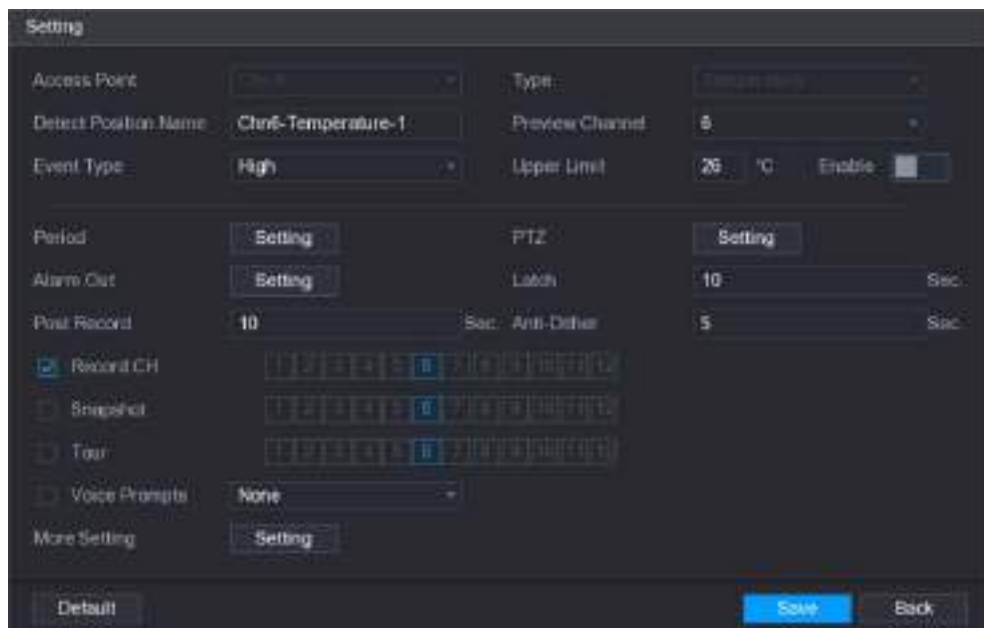 Setting
Access Point Type
Detect Position Name Chn6-Temperature-1 Preview Channel 6
Event Type High Upper Limit 26 °C Enable
Period Setting PTZ Setting
Alarm Out Setting Latch 10 Sec.
Post Record 10 Sec. Anti-Dither 5 Sec.
Record CH 1 2 3 4 5 6 7 8 9 10 11 12
Snapshot 1 2 3 4 5 6 7 8 9 10 11 12
Tour 1 2 3 4 5 6 7 8 9 10 11 12
Voice Prompts None
More Setting Setting
Default Save Back